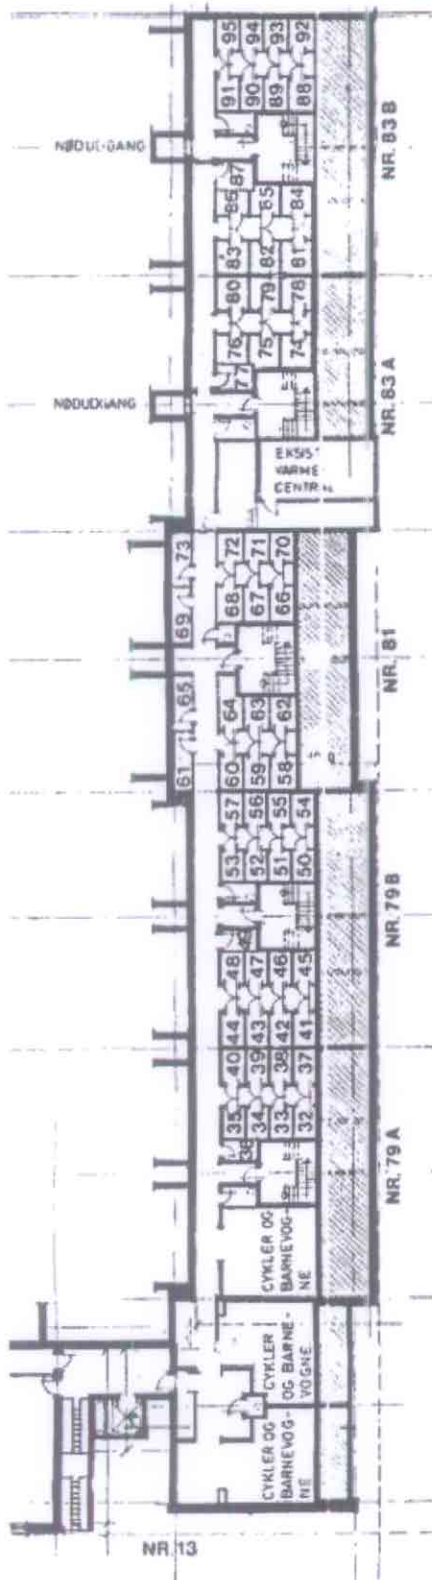 95 94 93 92
91 90 89 88
NØDUDGANG
NR. 83 B
87
86 85 84
83 82 81
80 79 78
76 75 74
77
NØDUDGANG
NR. 83 A
EKSIST
VARME
CENTRAL
73
72 71 70
69
68 67 66
NR. 81
65
64 63 62
61
60 59 58
57 56 55 54
53 52 51 50
NR. 79 B
49
48 47 46 45
44 43 42 41
40 39 38 37
35 34 33 32
36
NR. 79 A
CYKLER OG
BARNEVOG-
NE
CYKLER
OG BARNE-
VOGNE
CYKLER OG
BARNEVOG-
NE
NR. 13